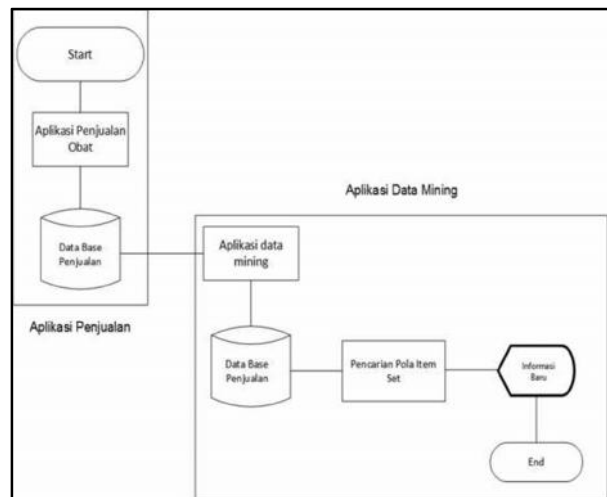 Start
Aplikasi Penjualan
Obat
Data Base
Penjualan
Aplikasi Penjualan
Aplikasi Data Mining
Aplikasi data
mining
Data Base
Penjualan
Pencarian Pola Item
Set
Informasi
Baru
End